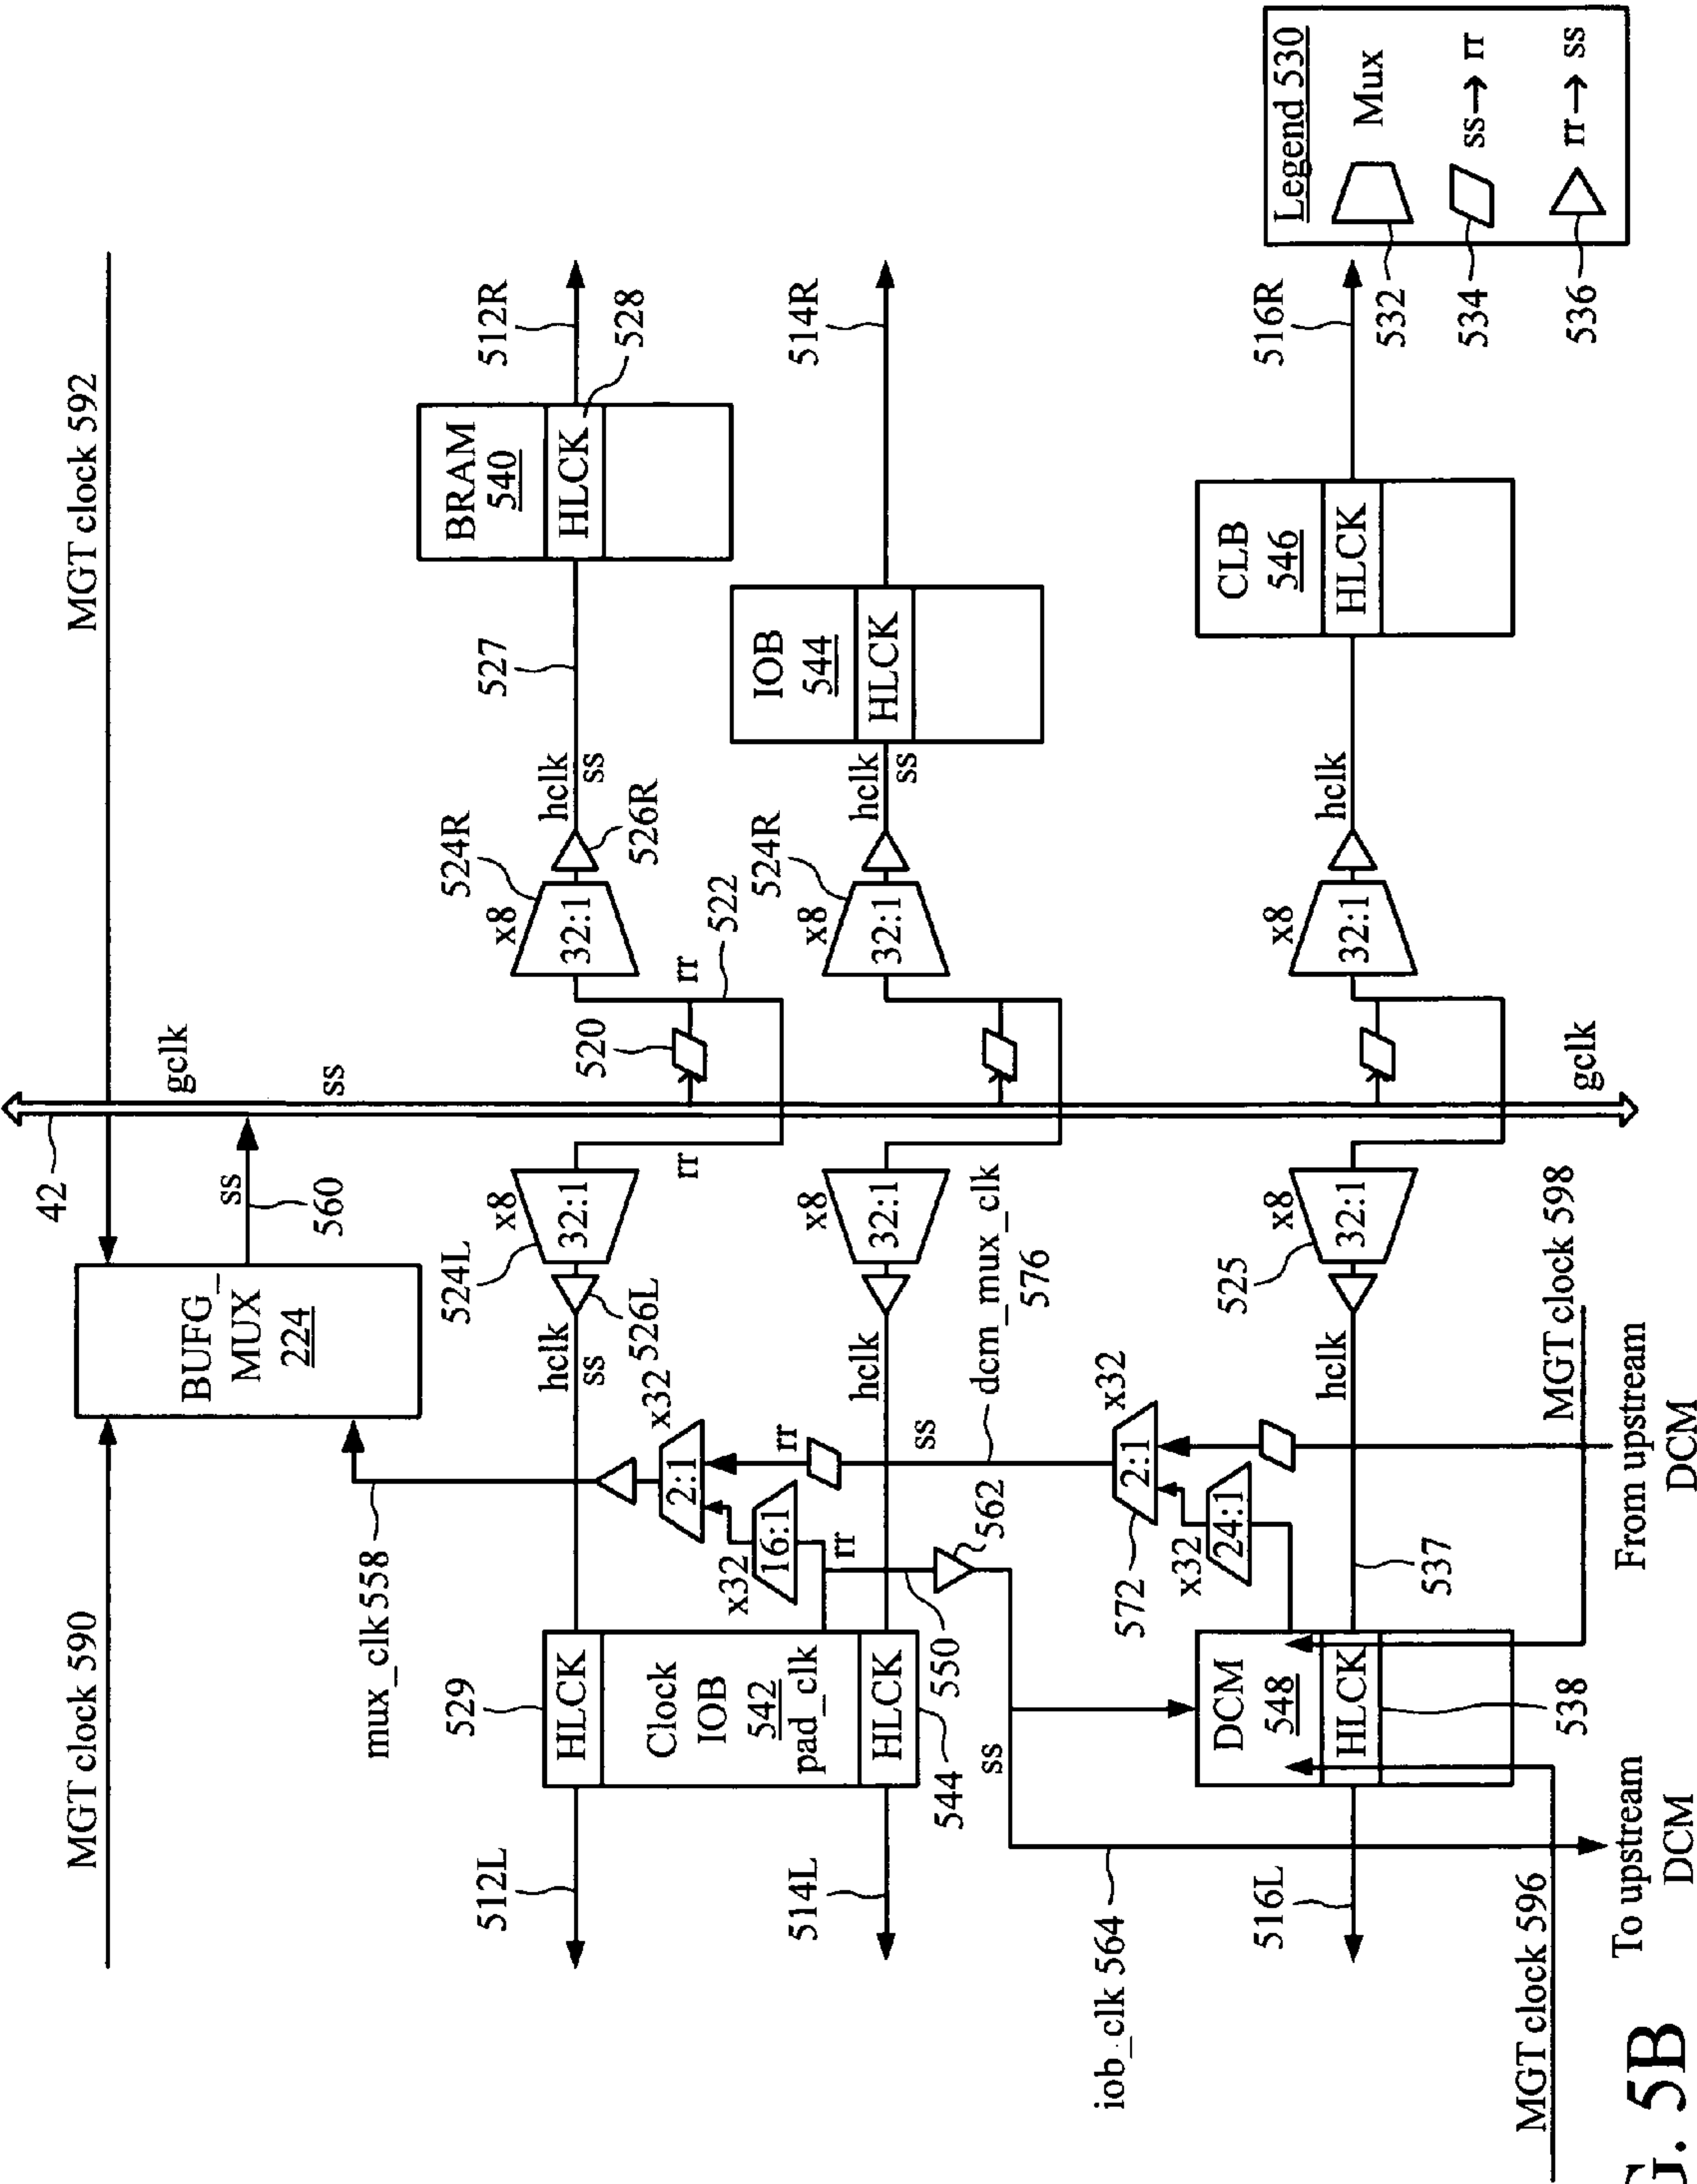 MGT clock 590
MGT clock 592
BUFG_
MUX
224
42
gclk
ss
ss
560
mux_clk 558
512L
529
HLCK
hclk
ss
526L
524L
x8
32:1
rr
520
rr
522
32:1
x8
524R
hclk
ss
526R
527
BRAM
540
HLCK
528
512R
x32
2:1
x32
16:1
rr
rr
Clock
IOB
542
pad_clk
HLCK
544
514L
550
562
hclk
ss
x8
32:1
32:1
x8
524R
hclk
ss
IOB
544
HLCK
514R
dcm_mux_clk
576
ss
iob_clk 564
572
2:1
x32
x32
24:1
DCM
548
HLCK
538
516L
537
hclk
525
x8
32:1
32:1
x8
hclk
CLB
546
HLCK
516R
gclk
MGT clock 596
MGT clock 598
To upstream
DCM
From upstream
DCM
Legend 530
Mux
532
ss→rr
534
rr→ss
536
G. 5B